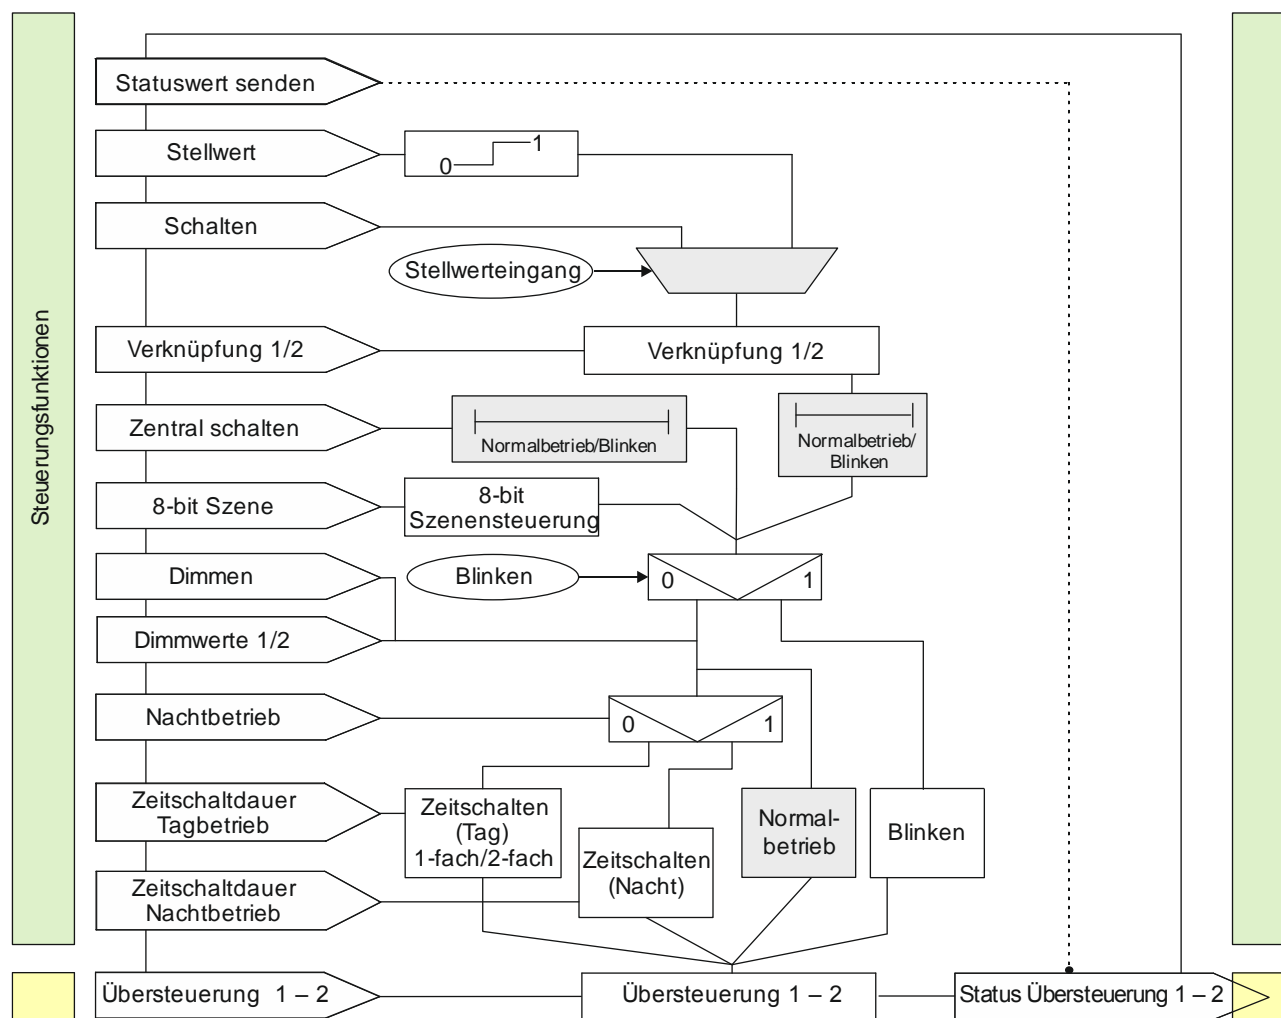 Steuerungsfunktionen
Statuswert senden
Stellwert
0
1
Schalten
Stellwerteingang
Verknüpfung 1/2
Verknüpfung 1/2
Zentral schalten
Normalbetrieb/Blinken
Normalbetrieb/
Blinken
8-bit Szene
8-bit
Szenensteuerung
Dimmen
Blinken
0
1
Dimmwerte 1/2
Nachtbetrieb
0
1
Zeitschaltdauer
Tagbetrieb
Zeitschalten
(Tag)
1-fach/2-fach
Zeitschalten
(Nacht)
Normal-
betrieb
Blinken
Zeitschaltdauer
Nachtbetrieb
Übersteuerung 1 – 2
Übersteuerung 1 – 2
Status Übersteuerung 1 – 2